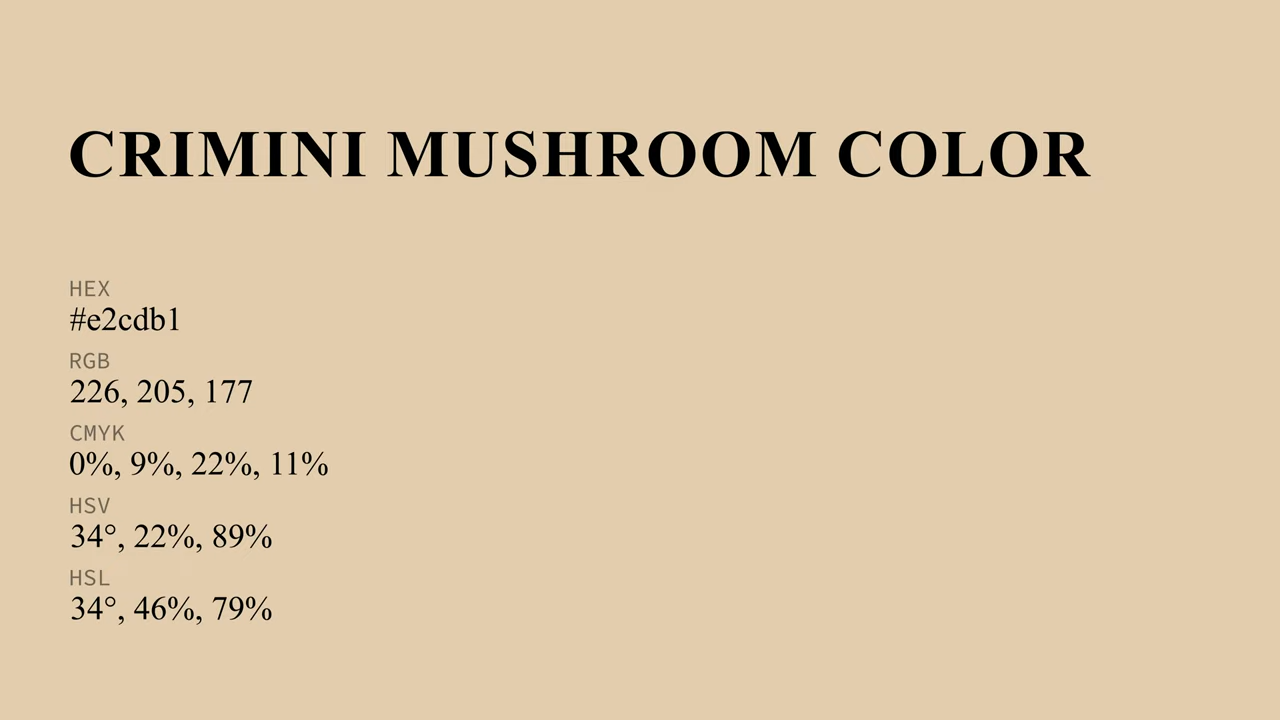 CRIMINI MUSHROOM COLOR
HEX
#e2cdb1
RGB
226, 205, 177
CMYK
0%, 9%, 22%, 11%
HSV
34°, 22%, 89%
HSL
34°, 46%, 79%